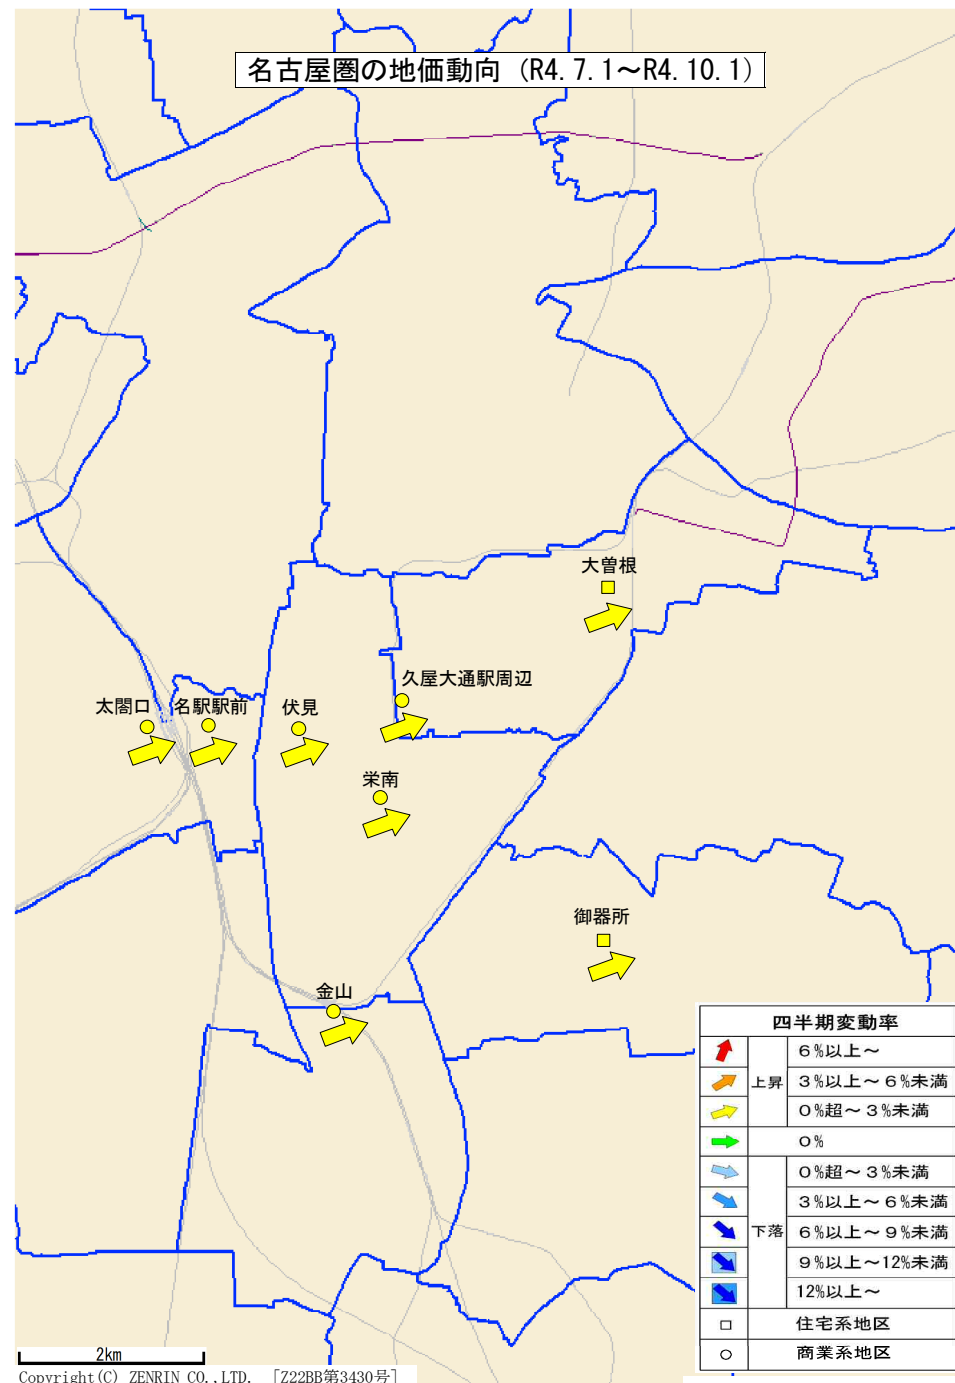 名古屋圏の地価動向 (R4.7.1～R4.10.1)
大曽根
久屋大通駅周辺
太閤口
名駅駅前
伏見
栄南
御器所
金山
四半期変動率
上昇
6%以上～
3%以上～6%未満
0%超～3%未満
0%
下落
0%超～3%未満
3%以上～6%未満
6%以上～9%未満
9%以上～12%未満
12%以上～
住宅系地区
商業系地区
2km
Copyright(C) ZENRIN CO.,LTD. [Z22BB第3430号]